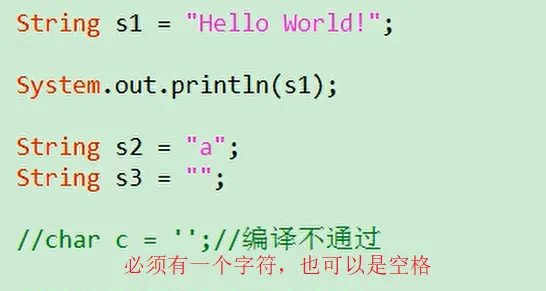 String s1 = "Hello World!";
System.out.println(s1);
String s2 = "a";
String s3 = "";
//char c = '';//编译不通过
必须有一个字符，也可以是空格